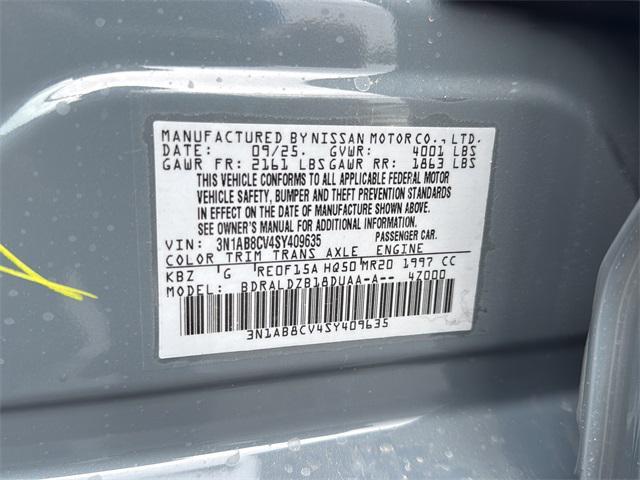 MANUFACTURED BY NISSAN MOTOR CO., LTD.
DATE: 09/25. GVWR: 4001 LBS
GAWR FR: 2161 LBS GAWR RR: 1863 LBS
THIS VEHICLE CONFORMS TO ALL APPLICABLE FEDERAL MOTOR
VEHICLE SAFETY, BUMPER AND THEFT PREVENTION STANDARDS
IN EFFECT ON THE DATE OF MANUFACTURE SHOWN ABOVE.
SEE OWNER'S MANUAL FOR ADDITIONAL INFORMATION.
VIN: 3N1AB8CV4SY409635 PASSENGER CAR.
COLOR TRIM TRANS AXLE ENGINE
KBZ G RE0F15A HQ50 MR20 1997 CC
MODEL: BDRALDZB18DUAA-A-- 47000
3N1AB8CV4SY409635